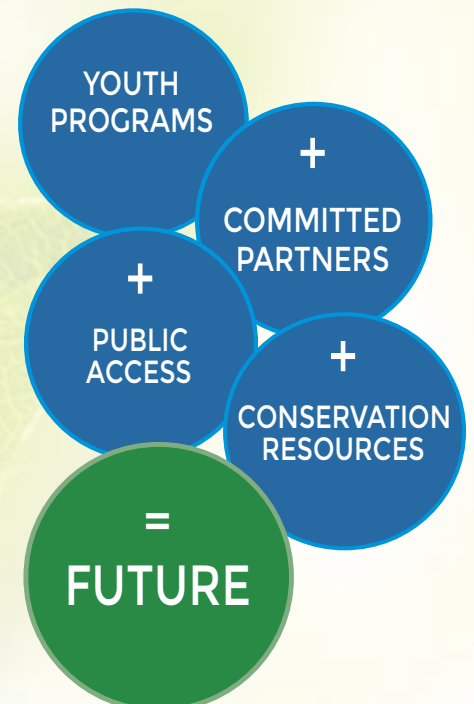 YOUTH
PROGRAMS
+
COMMITTED
PARTNERS
+
PUBLIC
ACCESS
+
CONSERVATION
RESOURCES
=
FUTURE